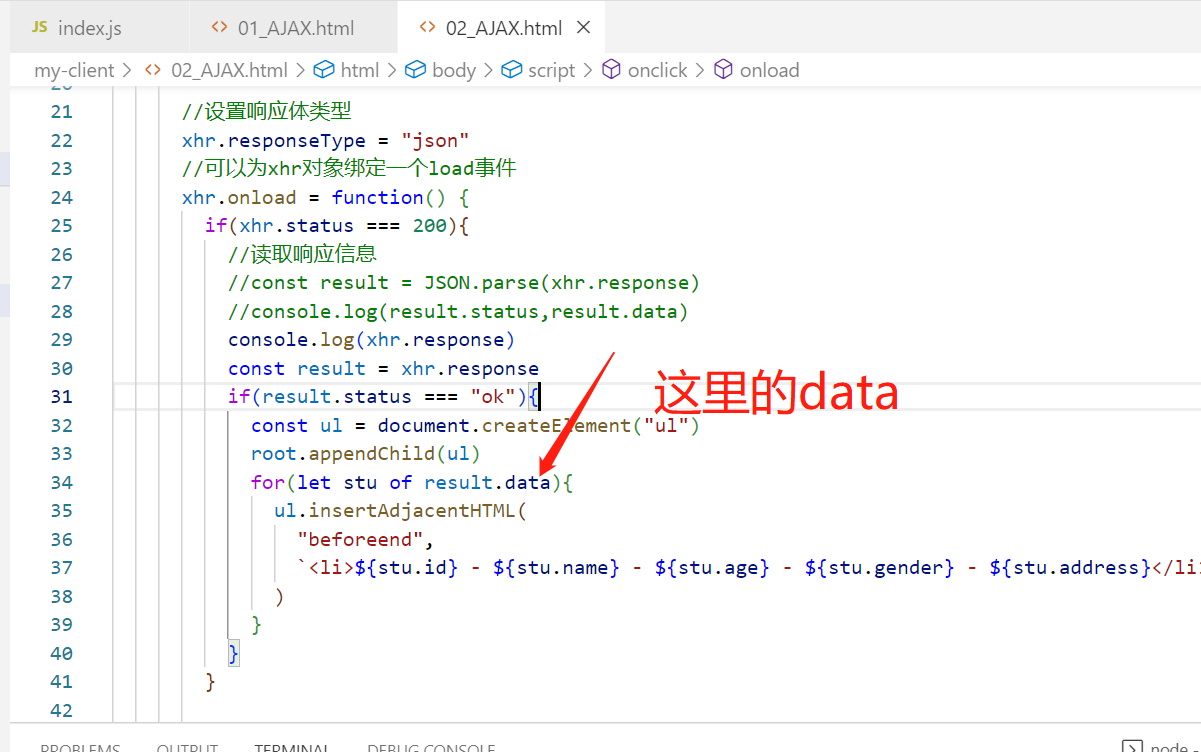 JS index.js <> 01_AJAX.html <> 02_AJAX.html ×
my-client > <> 02_AJAX.html > html > body > script > onclick > onload
21 //设置响应体类型
22 xhr.responseType = "json"
23 //可以为xhr对象绑定一个load事件
24 xhr.onload = function() {
25 if(xhr.status === 200){
26 //读取响应信息
27 //const result = JSON.parse(xhr.response)
28 //console.log(result.status,result.data)
29 console.log(xhr.response)
30 const result = xhr.response
31 if(result.status === "ok"){
这里的data
32 const ul = document.createElement("ul")
33 root.appendChild(ul)
34 for(let stu of result.data){
35 ul.insertAdjacentHTML(
36 "beforeend",
37 `<li>${stu.id} - ${stu.name} - ${stu.age} - ${stu.gender} - ${stu.address}</li
38 )
39 }
40 }
41 }
42
PROBLEMS OUTPUT TERMINAL DEBUG CONSOLE node